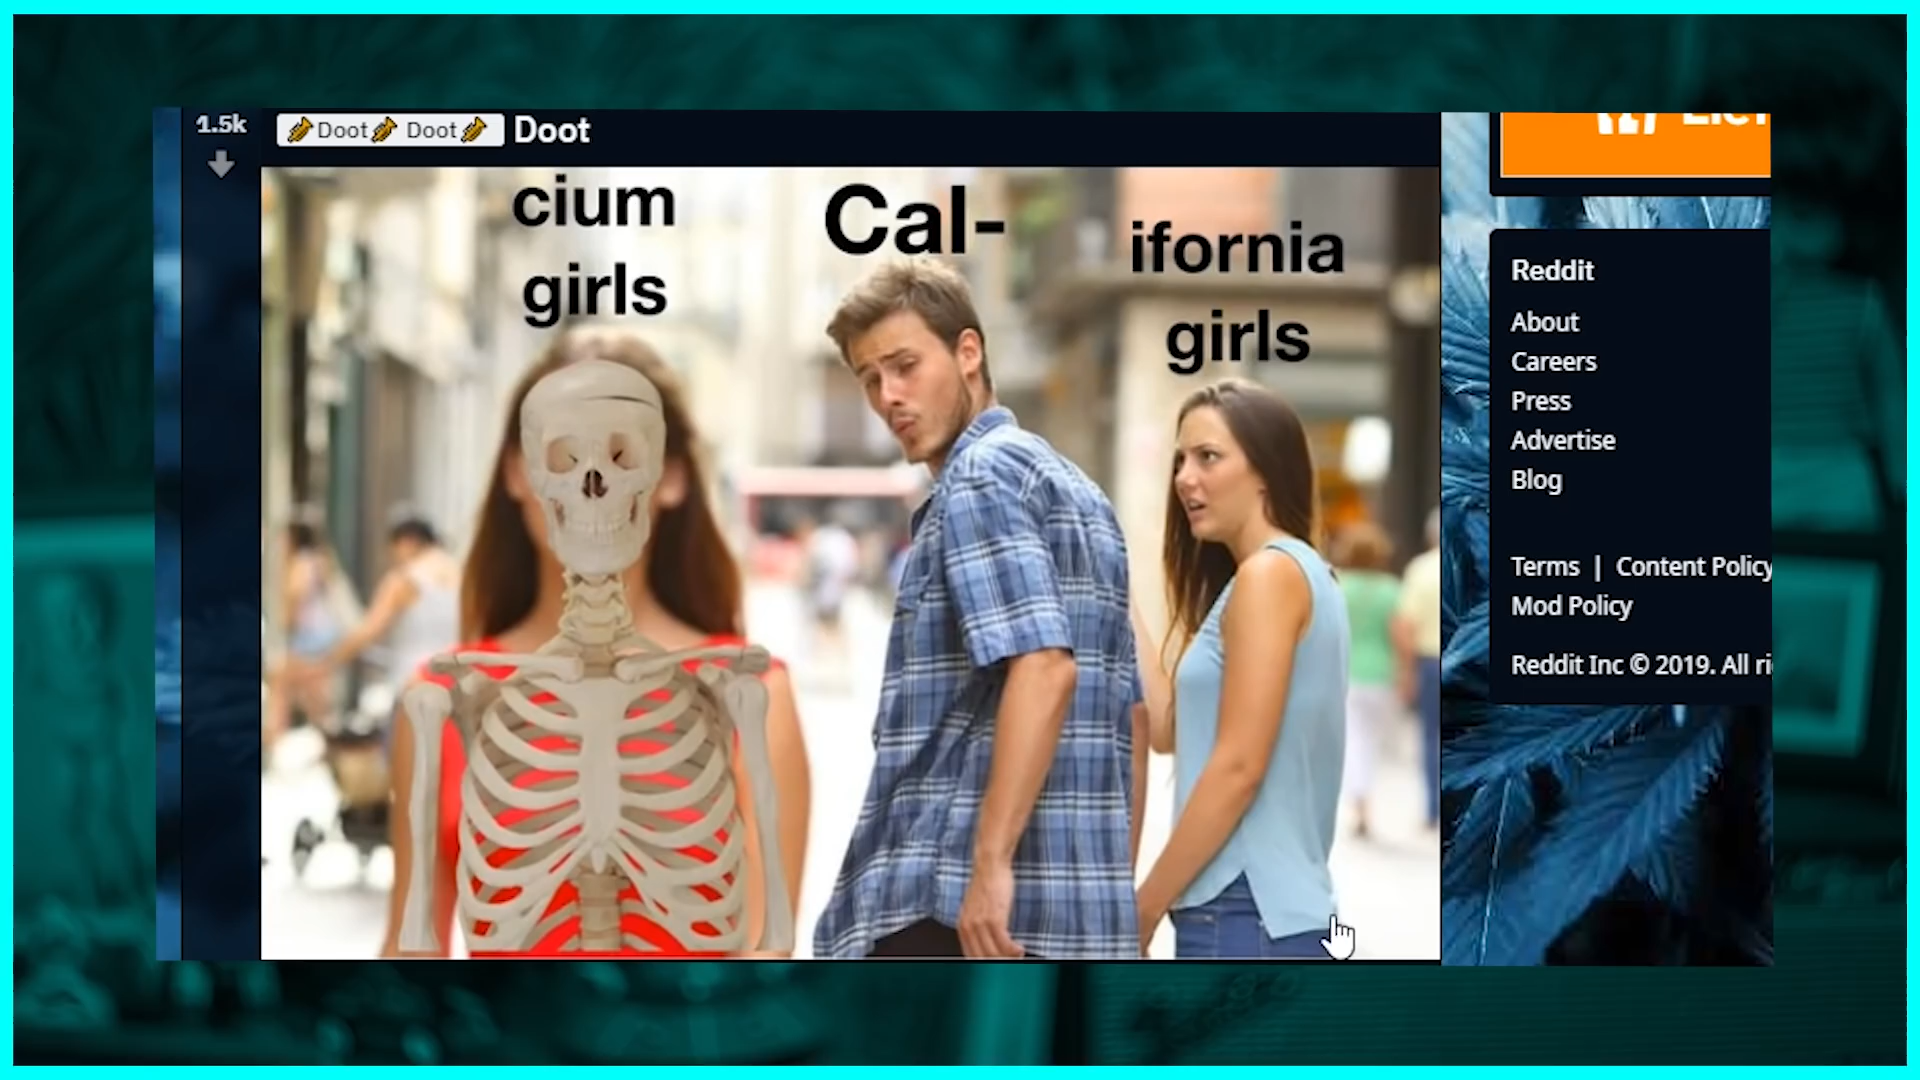 1.5k
Doot Doot Doot
cium
girls
Cal-
ifornia
girls
Reddit
About
Careers
Press
Advertise
Blog
Terms | Content Policy
Mod Policy
Reddit Inc © 2019. All